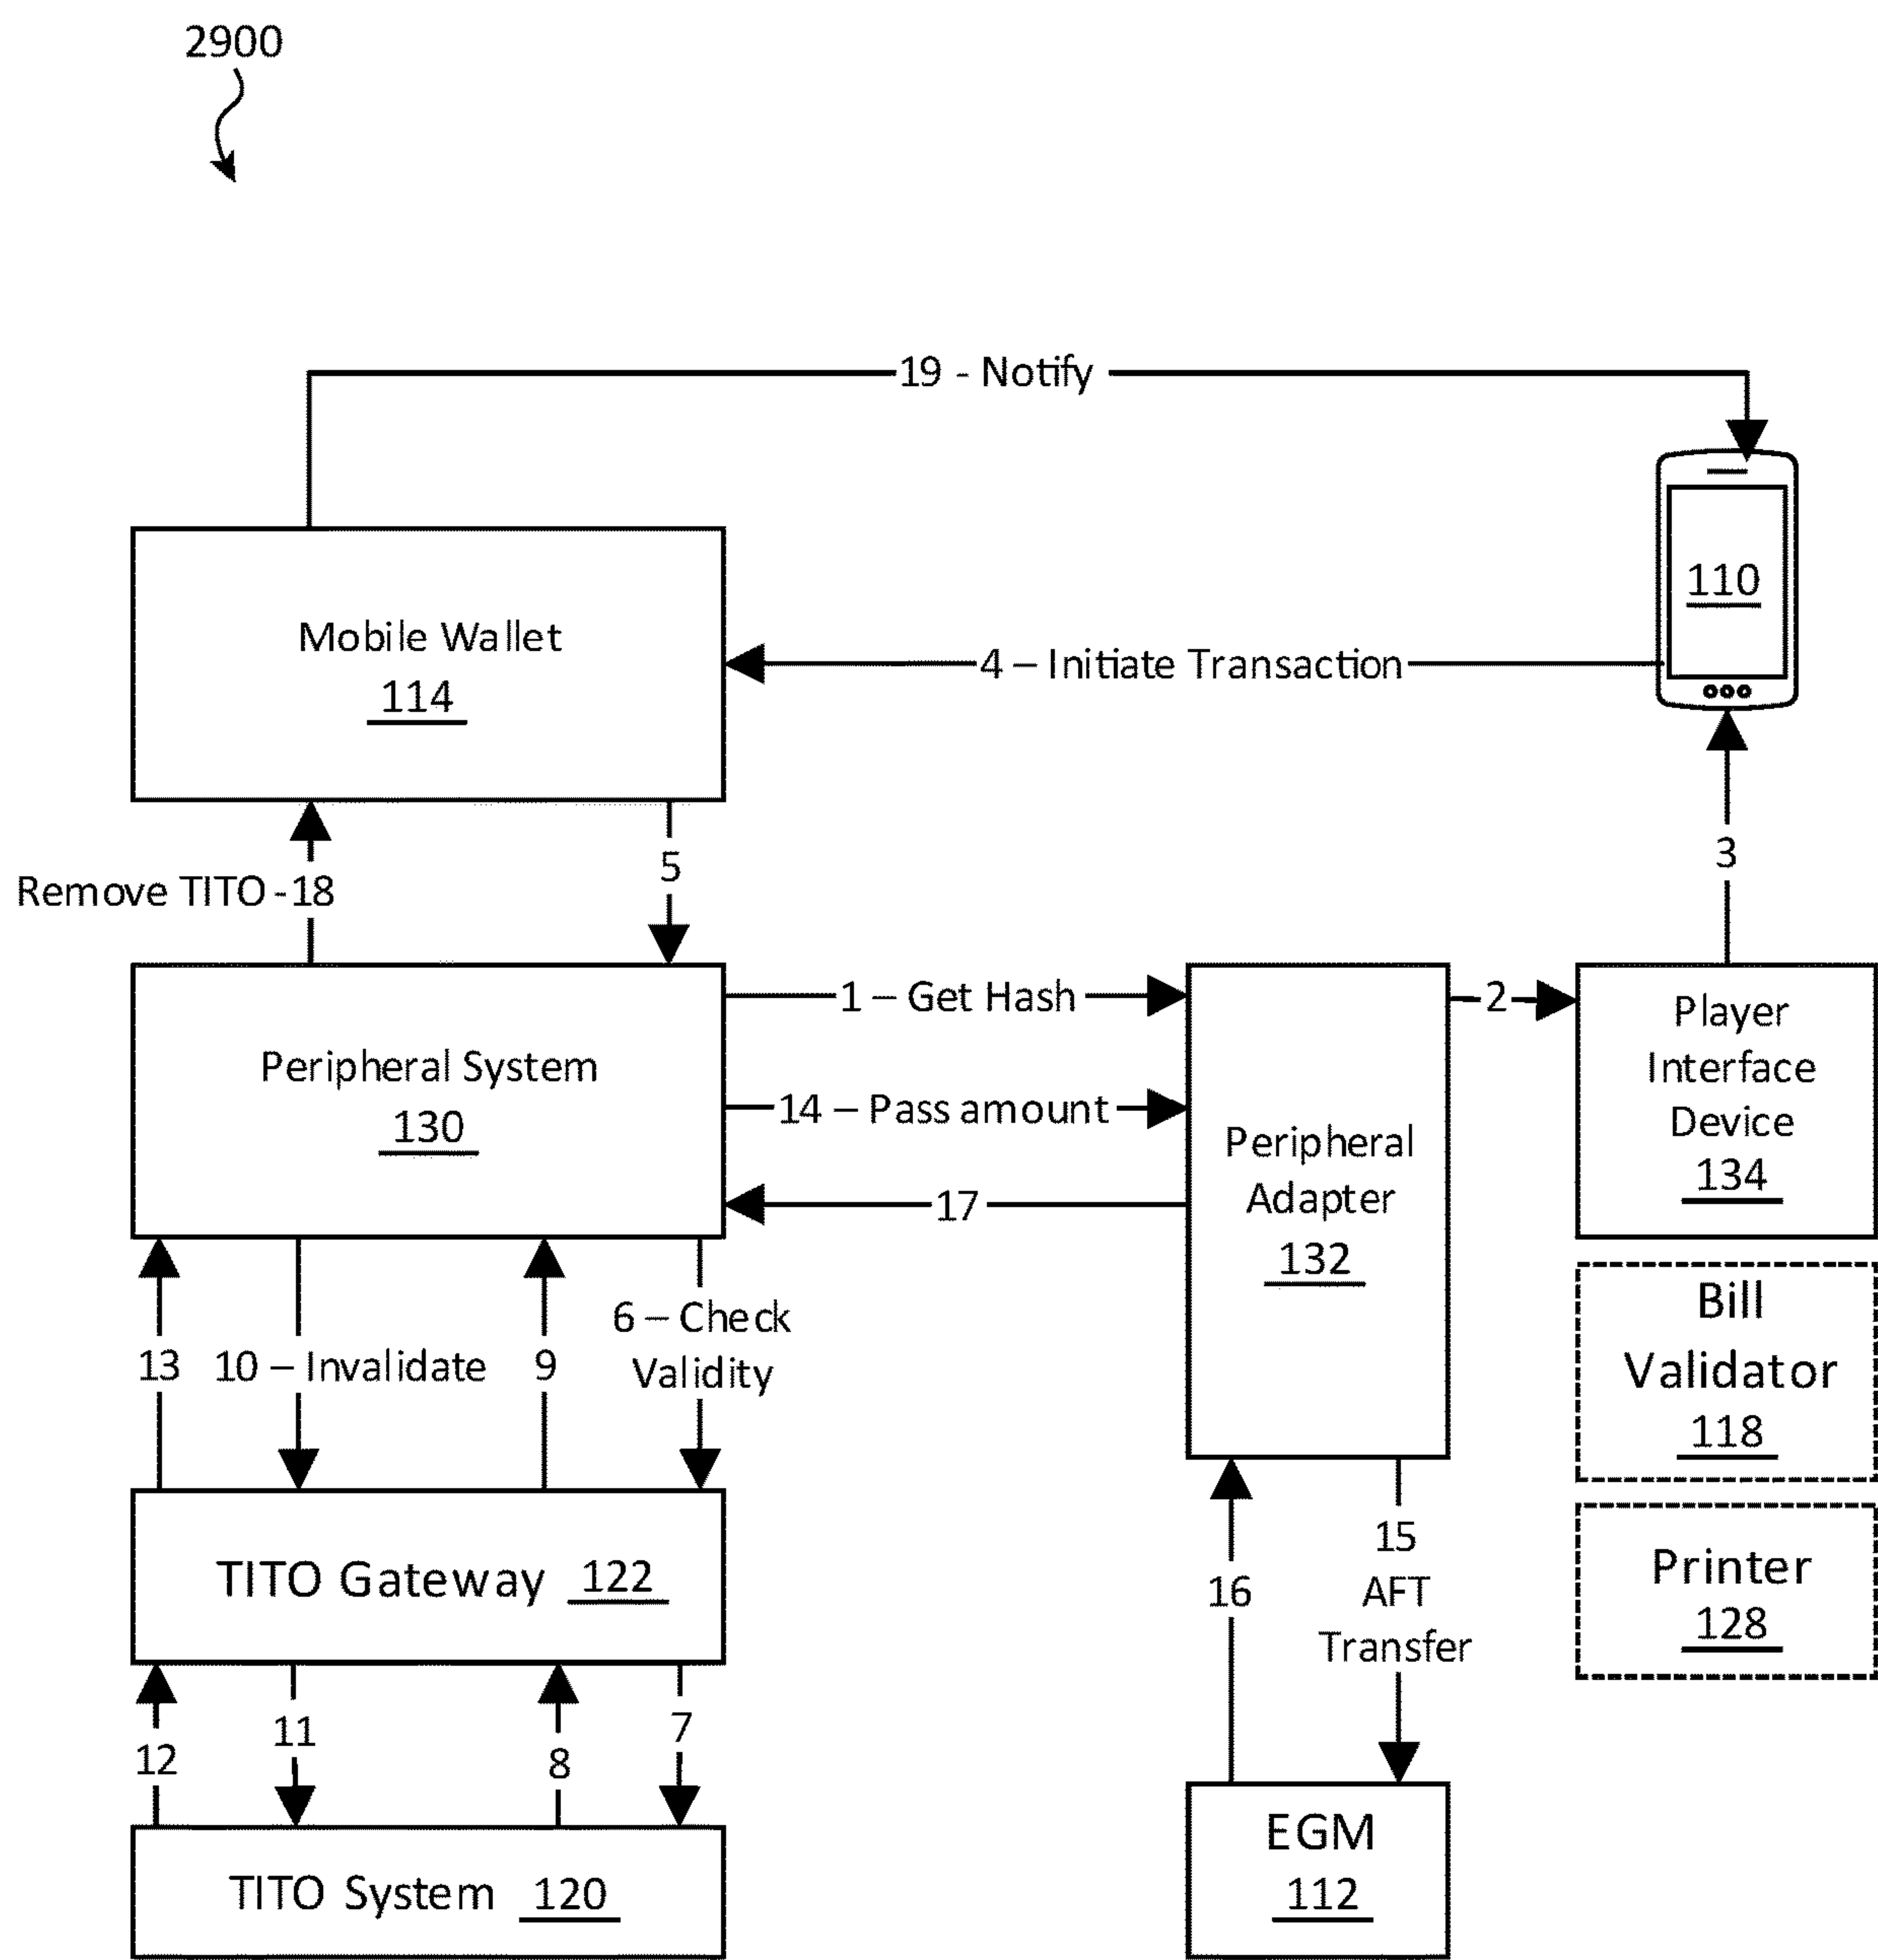 2900
19 - Notify
110
Mobile Wallet
114
4 – Initiate Transaction
5
3
Remove TITO -18
Peripheral System
130
1 – Get Hash
14 – Pass amount
17
2
Peripheral
Adapter
132
Player
Interface
Device
134
Bill
Validator
118
Printer
128
13
10 – Invalidate
9
6 – Check
Validity
TITO Gateway 122
16
15
AFT
Transfer
12
11
8
7
TITO System 120
EGM
112